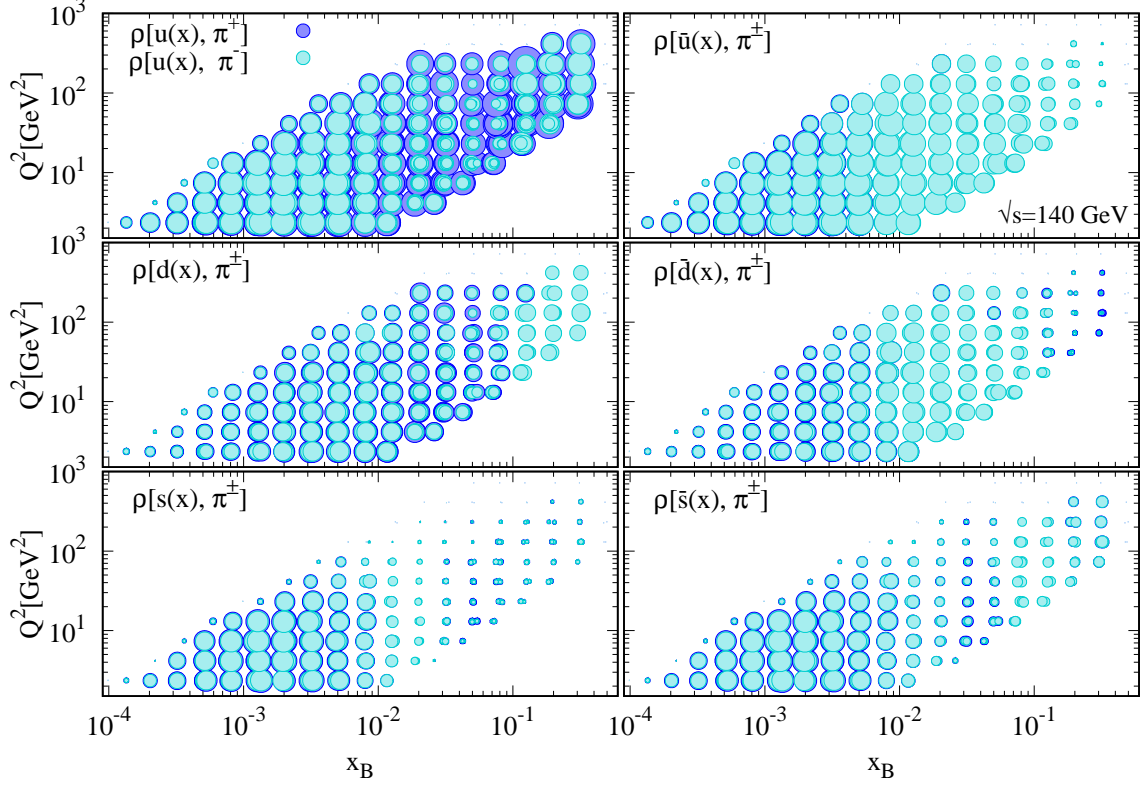 ρ[u(x), π⁺]
ρ[u(x), π⁻]
ρ[ū(x), π±]
√s=140 GeV
ρ[d(x), π±]
ρ[d̄(x), π±]
ρ[s(x), π±]
ρ[s̄(x), π±]
Q²[GeV²]
10³
10²
10¹
Q²[GeV²]
10³
10²
10¹
Q²[GeV²]
10³
10²
10¹
10⁻⁴ 10⁻³ 10⁻² 10⁻¹ 10⁻⁴ 10⁻³ 10⁻² 10⁻¹
x_B x_B